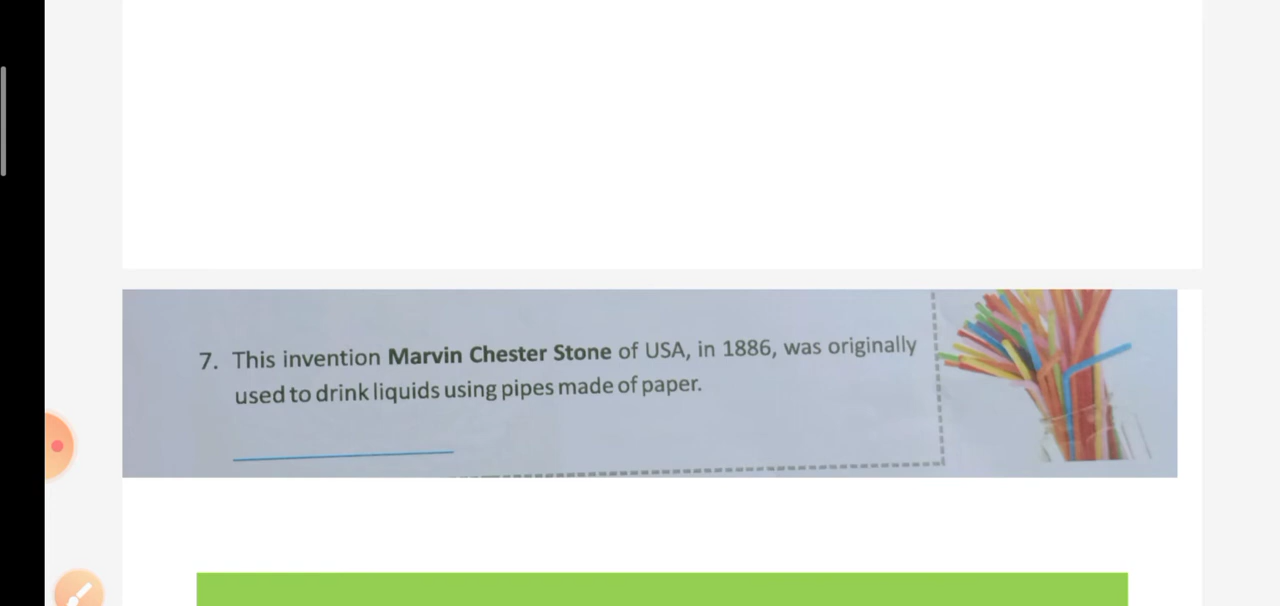 7. This invention Marvin Chester Stone of USA, in 1886, was originally
used to drink liquids using pipes made of paper.